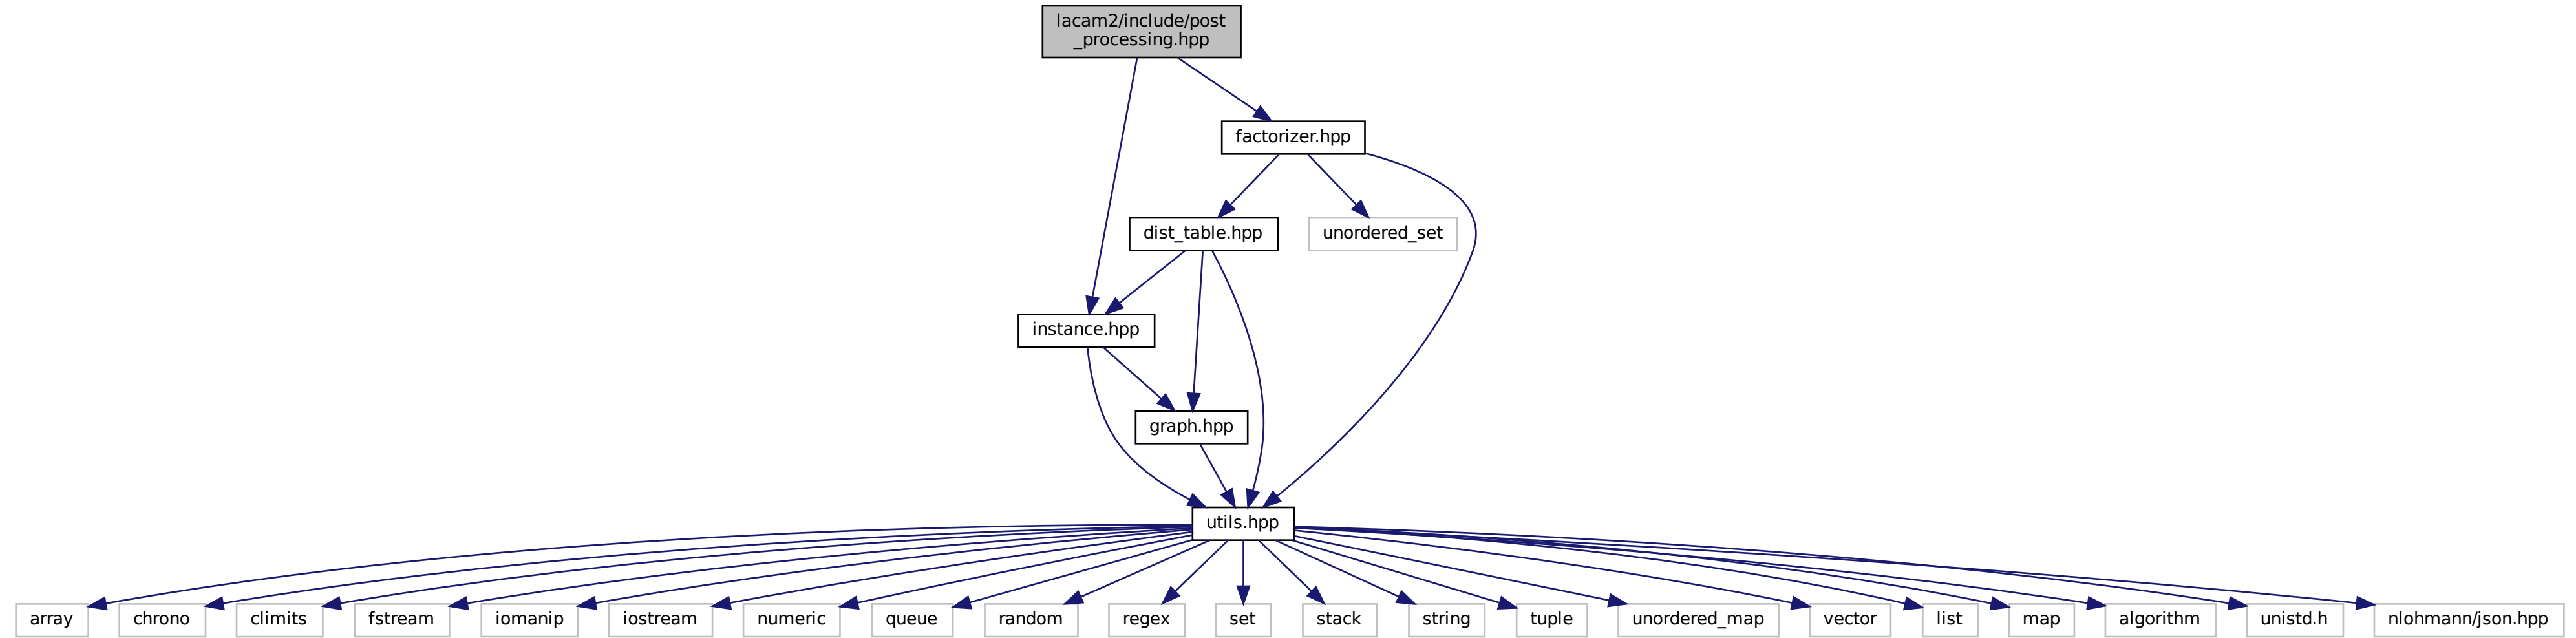 lacam2/include/post
_processing.hpp
factorizer.hpp
dist_table.hpp
unordered_set
instance.hpp
graph.hpp
utils.hpp
array
chrono
climits
fstream
iomanip
iostream
numeric
queue
random
regex
set
stack
string
tuple
unordered_map
vector
list
map
algorithm
unistd.h
nlohmann/json.hpp